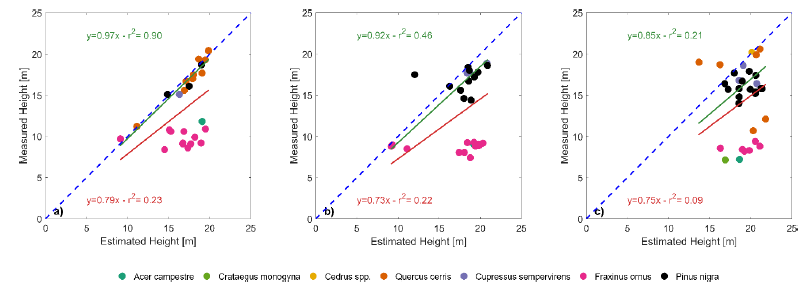 y=0.97x - r²= 0.90
y=0.79x - r²= 0.23
a)
Measured Height [m]
Estimated Height [m]
0 5 10 15 20 25
0 5 10 15 20 25
y=0.92x - r²= 0.46
y=0.73x - r²= 0.22
b)
Measured Height [m]
Estimated Height [m]
0 5 10 15 20 25
0 5 10 15 20 25
y=0.85x - r²= 0.21
y=0.75x - r²= 0.09
c)
Measured Height [m]
Estimated Height [m]
0 5 10 15 20 25
0 5 10 15 20 25
Acer campestre Crataegus monogyna Cedrus spp. Quercus cerris Cupressus sempervirens Fraxinus ornus Pinus nigra